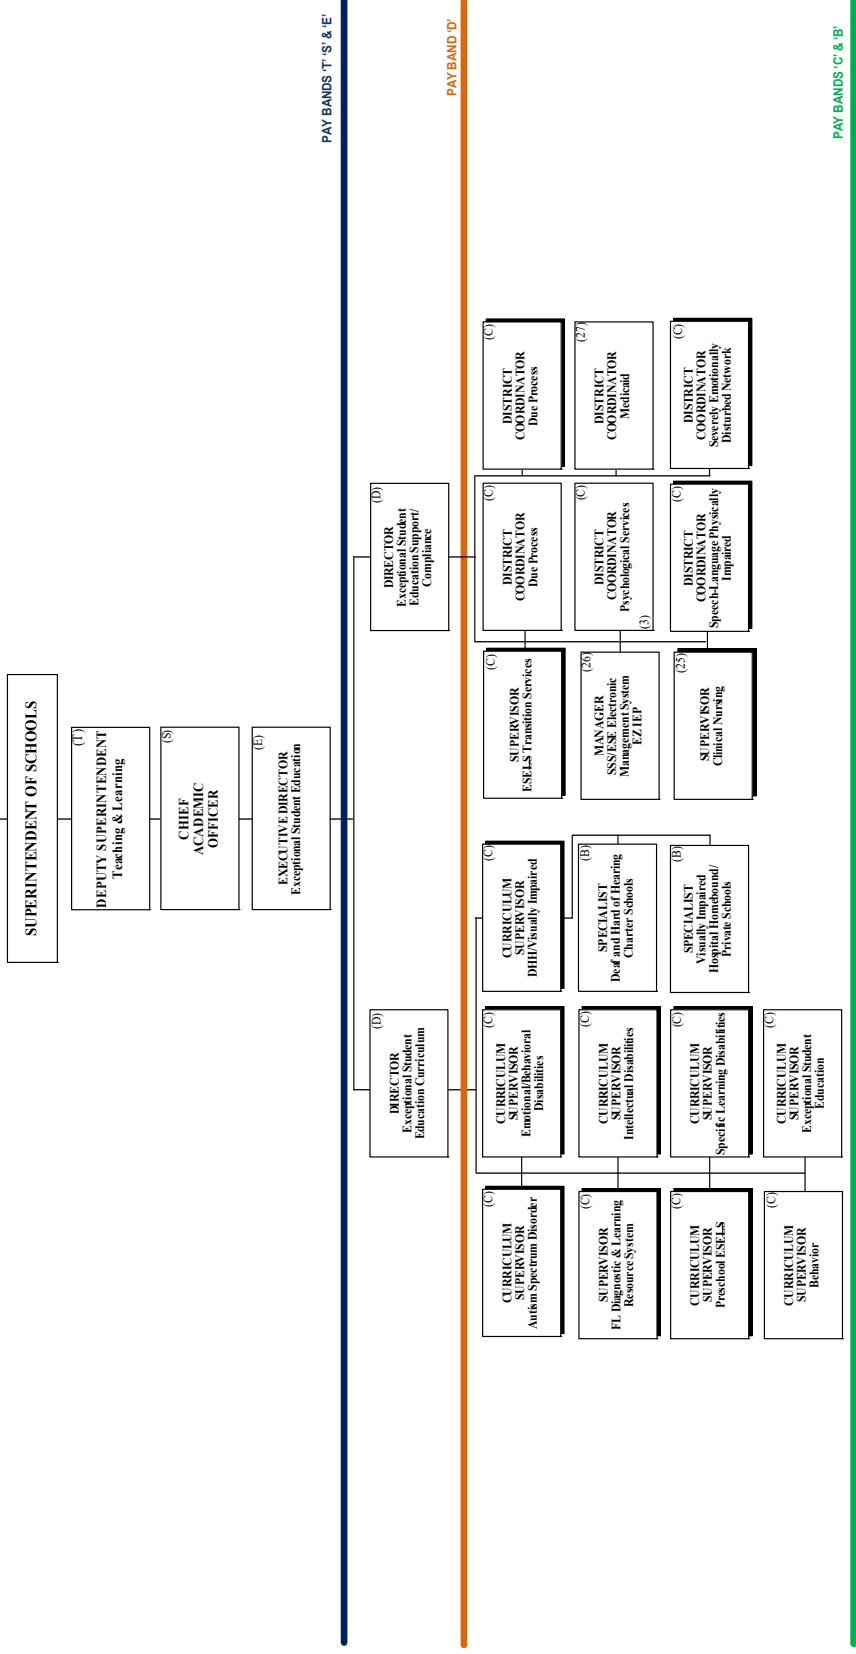 PAY BANDS 'T' 'S' & 'E'
PAY BAND 'D'
PAY BANDS 'C' & 'B'
SUPERINTENDENT OF SCHOOLS
(T)
DEPUTY SUPERINTENDENT
Teaching & Learning
(S)
CHIEF
ACADEMIC
OFFICER
(E)
EXECUTIVE DIRECTOR
Exceptional Student Education
(D)
DIRECTOR
Exceptional Student
Education Curriculum
(D)
DIRECTOR
Exceptional Student
Education Support/
Compliance
(C)
CURRICULUM
SUPERVISOR
Autism Spectrum Disorder
(C)
CURRICULUM
SUPERVISOR
Emotional/Behavioral
Disabilities
(C)
CURRICULUM
SUPERVISOR
DHH/Visually Impaired
(C)
SUPERVISOR
ESELS Transition Services
(C)
DISTRICT
COORDINATOR
Due Process
(C)
DISTRICT
COORDINATOR
Due Process
(C)
SUPERVISOR
FL Diagnostic & Learning
Resource System
(C)
CURRICULUM
SUPERVISOR
Intellectual Disabilities
(B)
SPECIALIST
Deaf and Hard of Hearing
Charter Schools
(26)
MANAGER
SSS/ESE Electronic
Management System
EZIEP
(C)
DISTRICT
COORDINATOR
Psychological Services
(3)
(27)
DISTRICT
COORDINATOR
Medicaid
(C)
CURRICULUM
SUPERVISOR
Preschool ESELS
(C)
CURRICULUM
SUPERVISOR
Specific Learning Disabilities
(B)
SPECIALIST
Visually Impaired
Hospital Homebound/
Private Schools
(25)
SUPERVISOR
Clinical Nursing
(C)
DISTRICT
COORDINATOR
Speech-Language Physically
Impaired
(C)
DISTRICT
COORDINATOR
Severely Emotionally
Disturbed Network
(C)
CURRICULUM
SUPERVISOR
Behavior
(C)
CURRICULUM
SUPERVISOR
Exceptional Student
Education